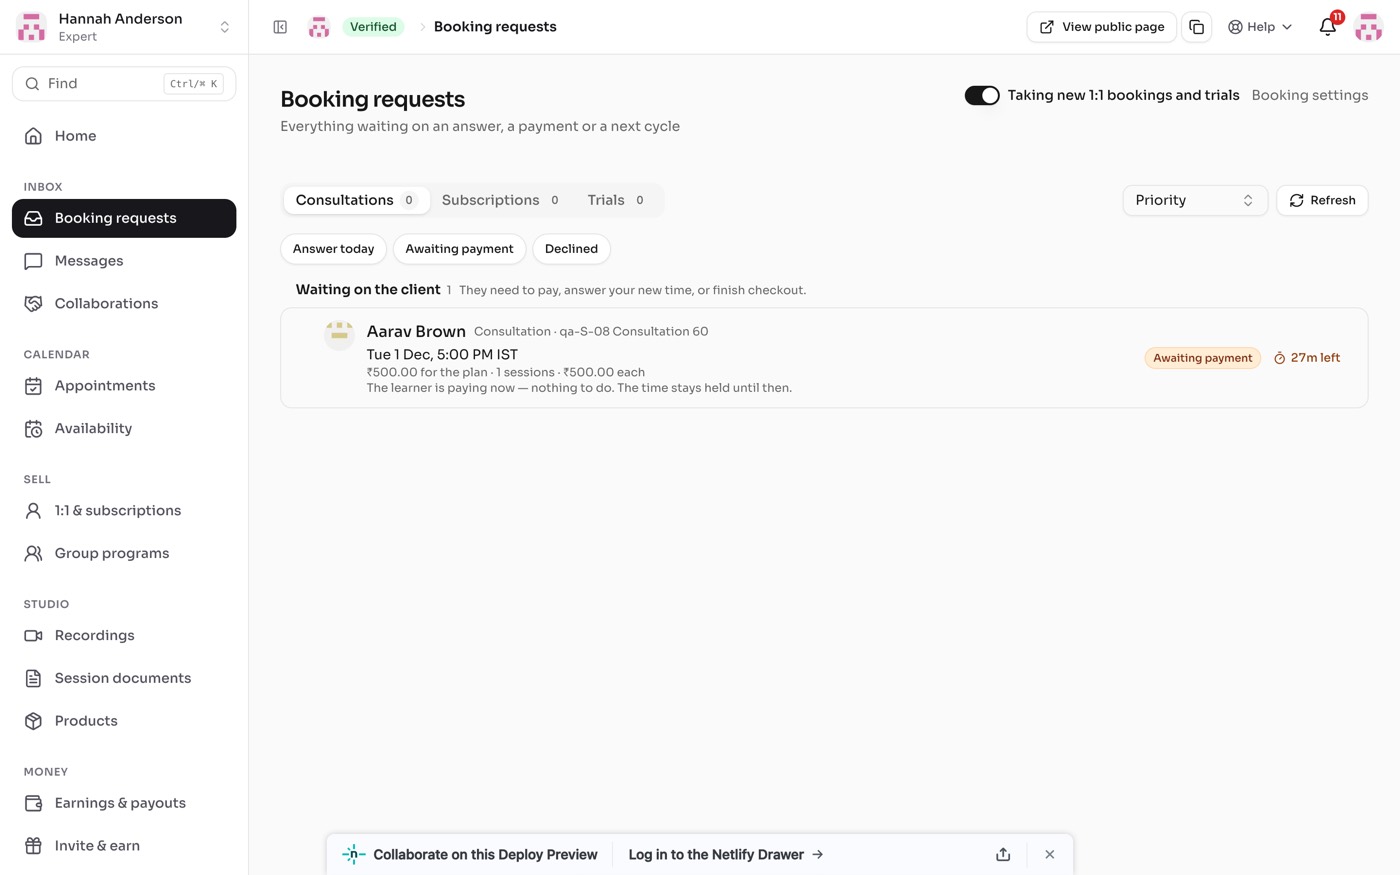 Hannah Anderson
Expert
Find
Ctrl/⌘ K
Home
INBOX
Booking requests
Messages
Collaborations
CALENDAR
Appointments
Availability
SELL
1:1 & subscriptions
Group programs
STUDIO
Recordings
Session documents
Products
MONEY
Earnings & payouts
Invite & earn
Verified
Booking requests
View public page
Help
11
Booking requests
Everything waiting on an answer, a payment or a next cycle
Taking new 1:1 bookings and trials
Booking settings
Consultations 0
Subscriptions 0
Trials 0
Priority
Refresh
Answer today
Awaiting payment
Declined
Waiting on the client 1 They need to pay, answer your new time, or finish checkout.
Aarav Brown Consultation · qa-S-08 Consultation 60
Tue 1 Dec, 5:00 PM IST
₹500.00 for the plan · 1 sessions · ₹500.00 each
The learner is paying now — nothing to do. The time stays held until then.
Awaiting payment
27m left
Collaborate on this Deploy Preview
Log in to the Netlify Drawer →